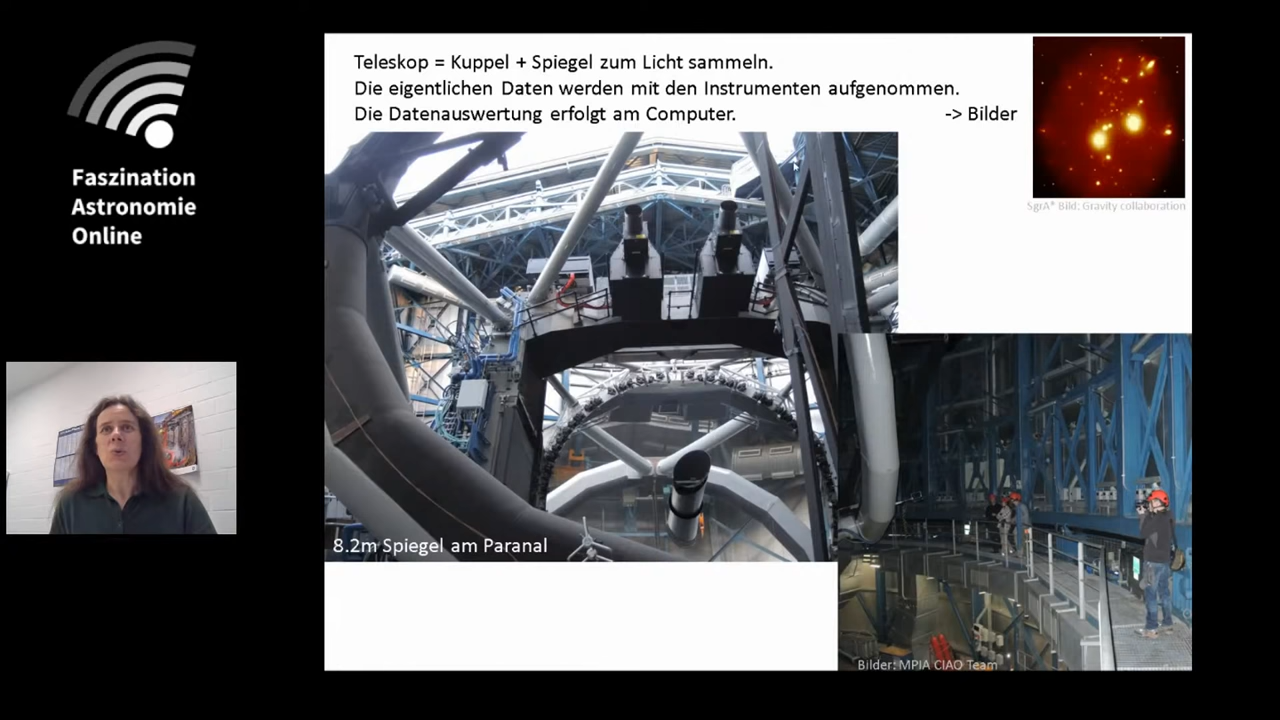 Faszination
Astronomie
Online
Teleskop = Kuppel + Spiegel zum Licht sammeln.
Die eigentlichen Daten werden mit den Instrumenten aufgenommen.
Die Datenauswertung erfolgt am Computer.
-> Bilder
SgrA* Bild: Gravity collaboration
8.2m Spiegel am Paranal
Bilder: MPIA CIAO Team